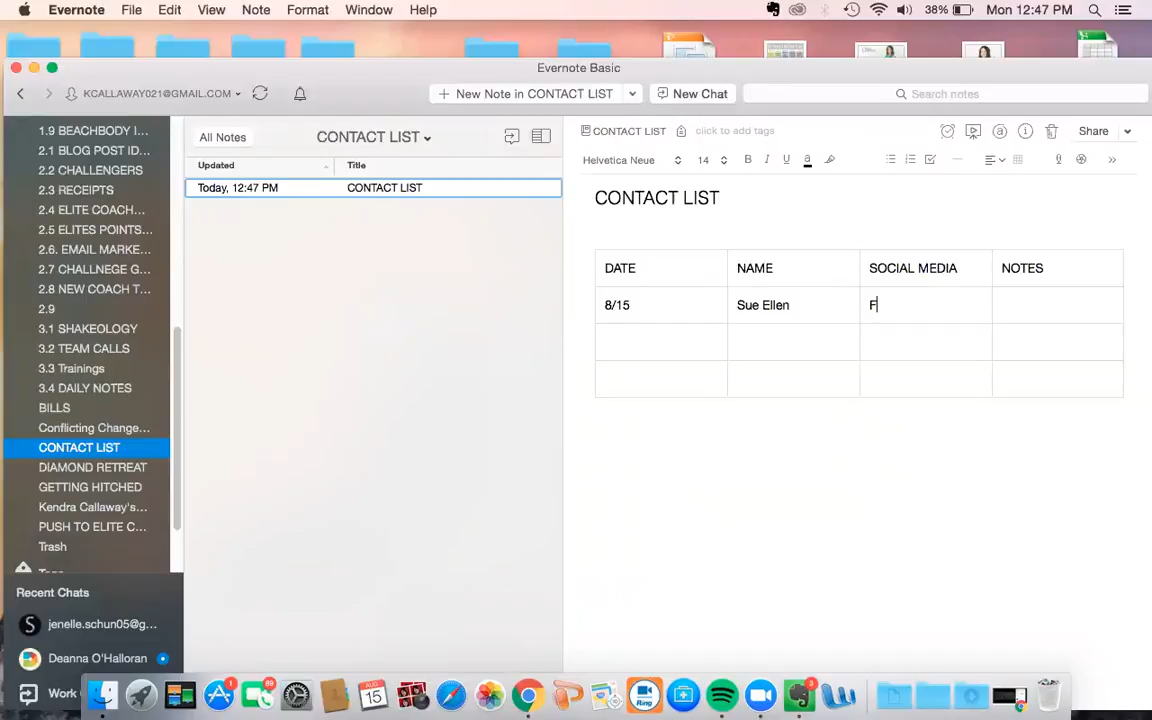 Evernote File Edit View Note Format Window Help
38% Mon 12:47 PM
Evernote Basic
KCALLAWAY021@GMAIL.COM
New Note in CONTACT LIST
New Chat
Search notes
1.9 BEACHBODY I...
2.1 BLOG POST ID...
2.2 CHALLENGERS
2.3 RECEIPTS
2.4 ELITE COACH...
2.5 ELITES POINTS...
2.6. EMAIL MARKE...
2.7 CHALLNEGE G...
2.8 NEW COACH T...
2.9
3.1 SHAKEOLOGY
3.2 TEAM CALLS
3.3 Trainings
3.4 DAILY NOTES
BILLS
Conflicting Change...
CONTACT LIST
DIAMOND RETREAT
GETTING HITCHED
Kendra Callaway's...
PUSH TO ELITE C...
Trash
Recent Chats
jenelle.schun05@g...
Deanna O'Halloran
Work
All Notes
CONTACT LIST
Updated Title
Today, 12:47 PM CONTACT LIST
CONTACT LIST
click to add tags
Share
Helvetica Neue 14 B I U a
CONTACT LIST
DATE NAME SOCIAL MEDIA NOTES
8/15 Sue Ellen F
1
89
AUG
15
3